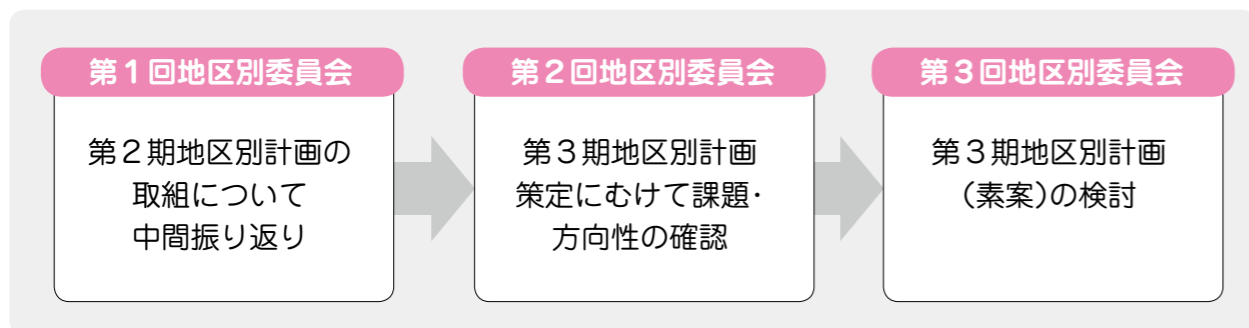 第1回地区別委員会
第2期地区別計画の
取組について
中間振り返り
第2回地区別委員会
第3期地区別計画
策定にむけて課題・
方向性の確認
第3回地区別委員会
第3期地区別計画
(素案)の検討